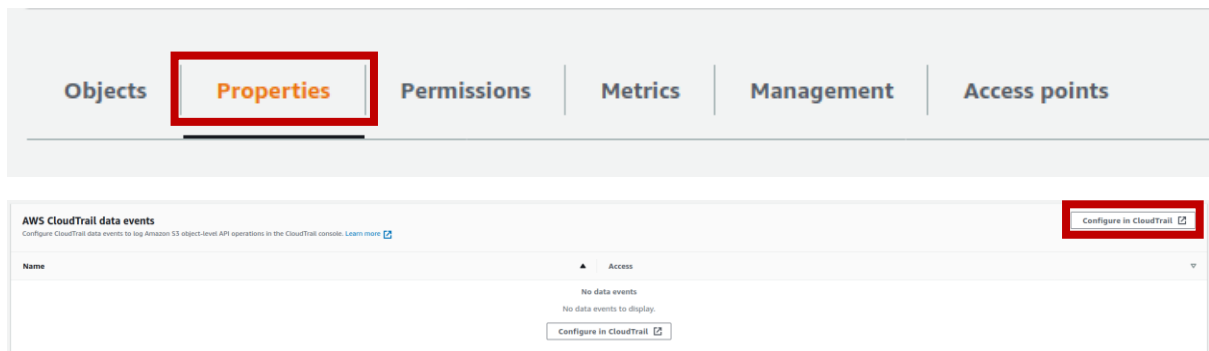 Objects Properties Permissions Metrics Management Access points
AWS CloudTrail data events
Configure in CloudTrail
Configure CloudTrail data events to log Amazon S3 object-level API operations in the CloudTrail console. Learn more
Name Access
No data events
No data events to display.
Configure in CloudTrail